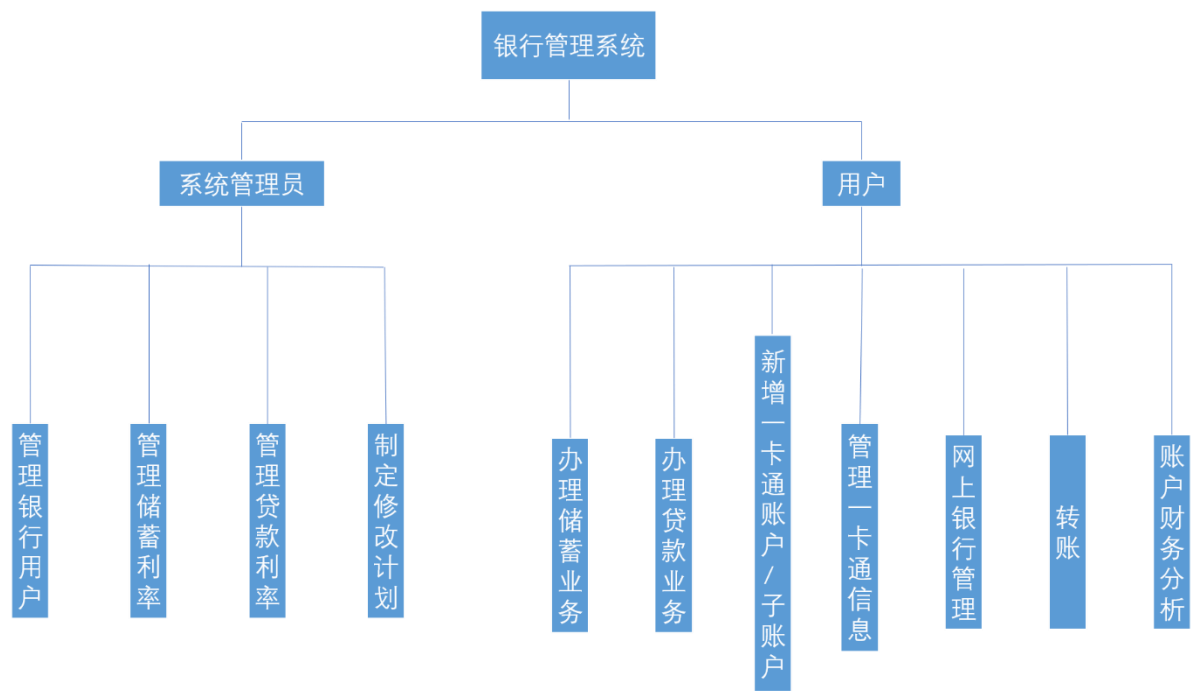 银行管理系统
系统管理员
用户
管理银行用户
管理储蓄利率
管理贷款利率
制定修改计划
办理储蓄业务
办理贷款业务
新增一卡通账户/子账户
管理一卡通信息
网上银行管理
转账
账户财务分析